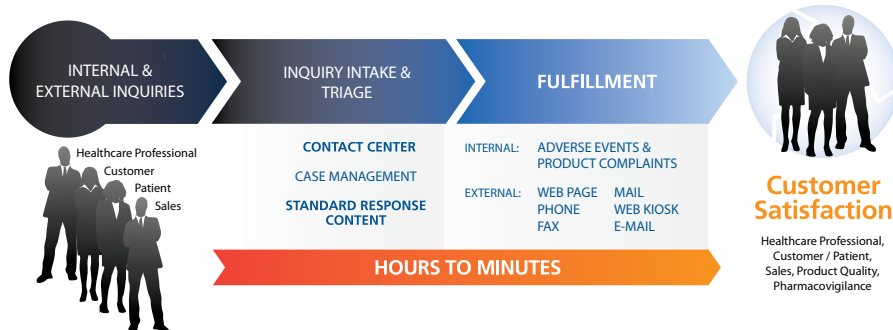 INTERNAL &
EXTERNAL INQUIRIES
INQUIRY INTAKE &
TRIAGE
FULFILLMENT
Healthcare Professional
Customer
Patient
Sales
CONTACT CENTER
CASE MANAGEMENT
STANDARD RESPONSE
CONTENT
INTERNAL: ADVERSE EVENTS &
PRODUCT COMPLAINTS
EXTERNAL: WEB PAGE MAIL
PHONE WEB KIOSK
FAX E-MAIL
HOURS TO MINUTES
Customer
Satisfaction
Healthcare Professional,
Customer / Patient,
Sales, Product Quality,
Pharmacovigilance